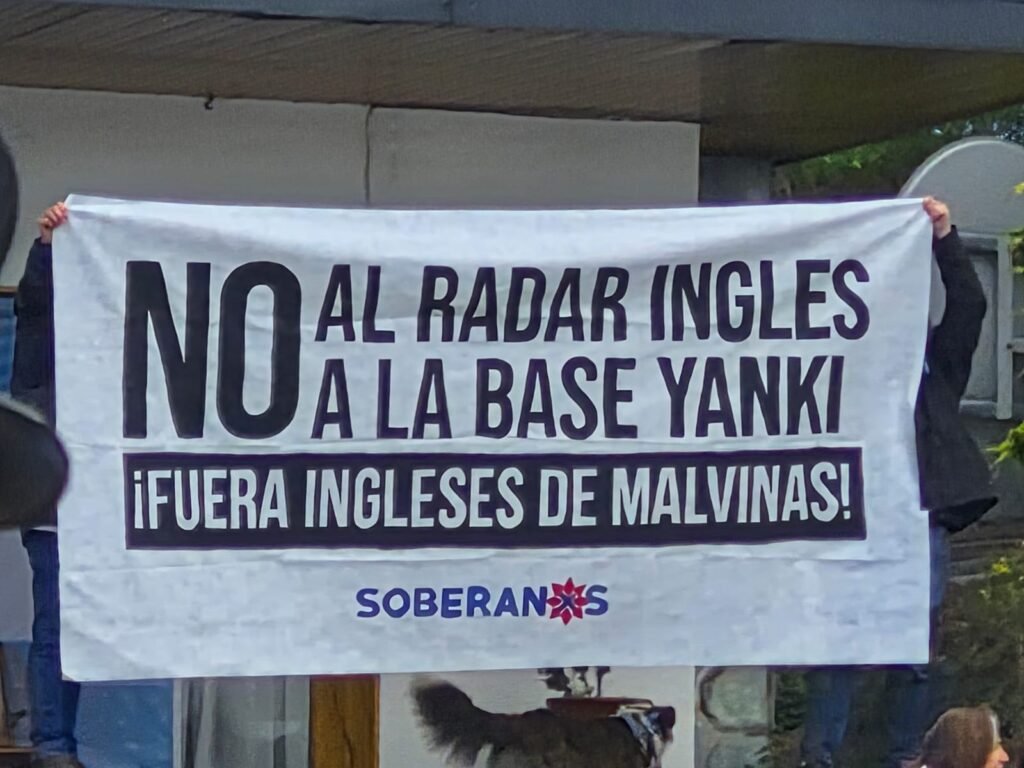 NO AL RADAR INGLES
A LA BASE YANKI
¡FUERA INGLESES DE MALVINAS!
SOBERANXS